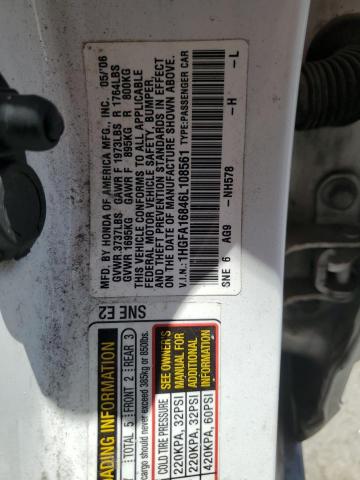 MFD. BY HONDA OF AMERICA MFG., INC. 05/'06
GVWR 3737LBS GAWR F 1973LBS R 1764LBS
GVWR 1695KG GAWR F 895KG R 800KG
THIS VEHICLE CONFORMS TO ALL APPLICABLE
FEDERAL MOTOR VEHICLE SAFETY, BUMPER,
AND THEFT PREVENTION STANDARDS IN EFFECT
ON THE DATE OF MANUFACTURE SHOWN ABOVE.
V.I.N.: 1HGFA16846L108561 TYPE:PASSENGER CAR
SNE 6 AG9 - NH578 - H - L
SNE E2
LOADING INFORMATION
TOTAL 5 FRONT 2 REAR 3
cargo should never exceed 385kg or 850lbs.
COLD TIRE PRESSURE
220KPA, 32PSI
220KPA, 32PSI
420KPA, 60PSI
SEE OWNER'S
MANUAL FOR
ADDITIONAL
INFORMATION